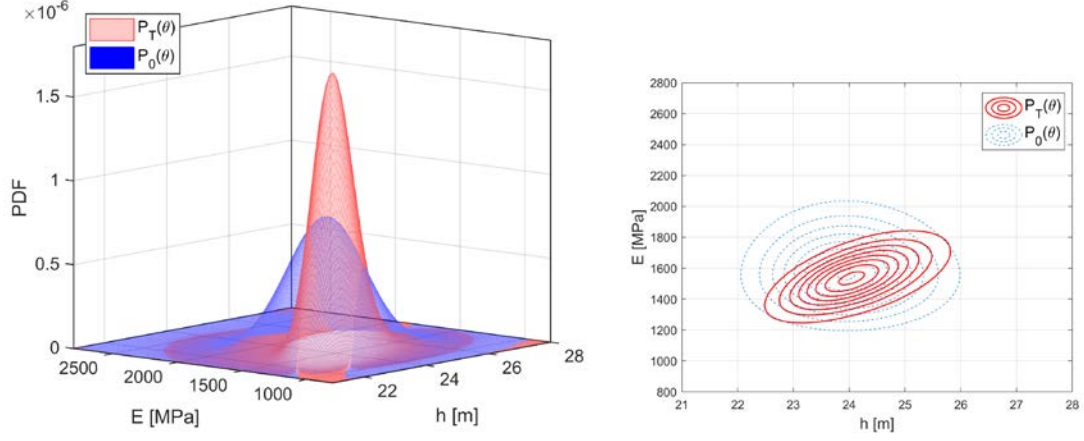 ×10⁻⁶
P_T(θ)
P_0(θ)
1.5
1
0.5
0
PDF
2500
2000
1500
1000
E [MPa]
22
24
26
28
h [m]
P_T(θ)
P_0(θ)
2800
2600
2400
2200
2000
1800
1600
1400
1200
1000
800
E [MPa]
21 22 23 24 25 26 27 28
h [m]